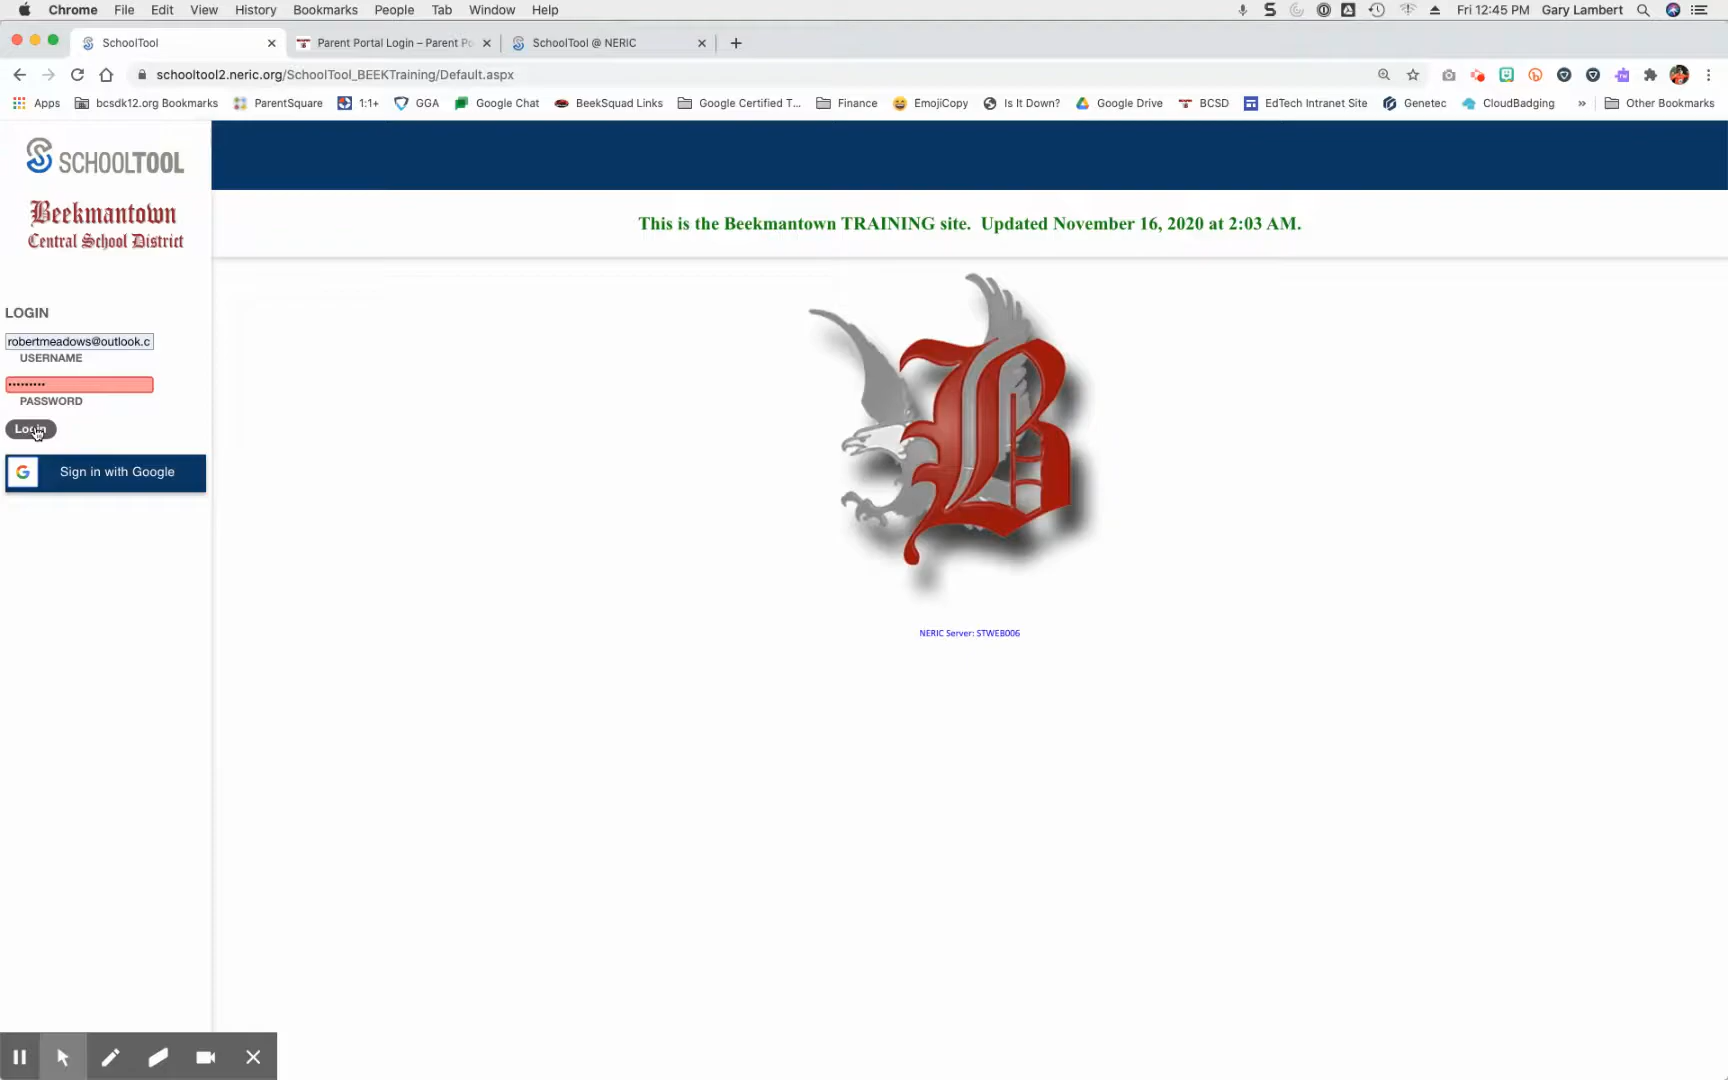 Chrome File Edit View History Bookmarks People Tab Window Help Fri 12:45 PM Gary Lambert
SchoolTool Parent Portal Login – Parent Po SchoolTool @ NERIC
schooltool2.neric.org/SchoolTool_BEEKTraining/Default.aspx
Apps bcsdk12.org Bookmarks ParentSquare 1:1+ GGA Google Chat BeekSquad Links Google Certified T... Finance EmojiCopy Is It Down? Google Drive BCSD EdTech Intranet Site Genetec CloudBadging » Other Bookmarks
SCHOOLTOOL
Beekmantown
Central School District
This is the Beekmantown TRAINING site. Updated November 16, 2020 at 2:03 AM.
LOGIN
robertmeadows@outlook.c
USERNAME
PASSWORD
Login
Sign in with Google
B
NERIC Server: STWEB006